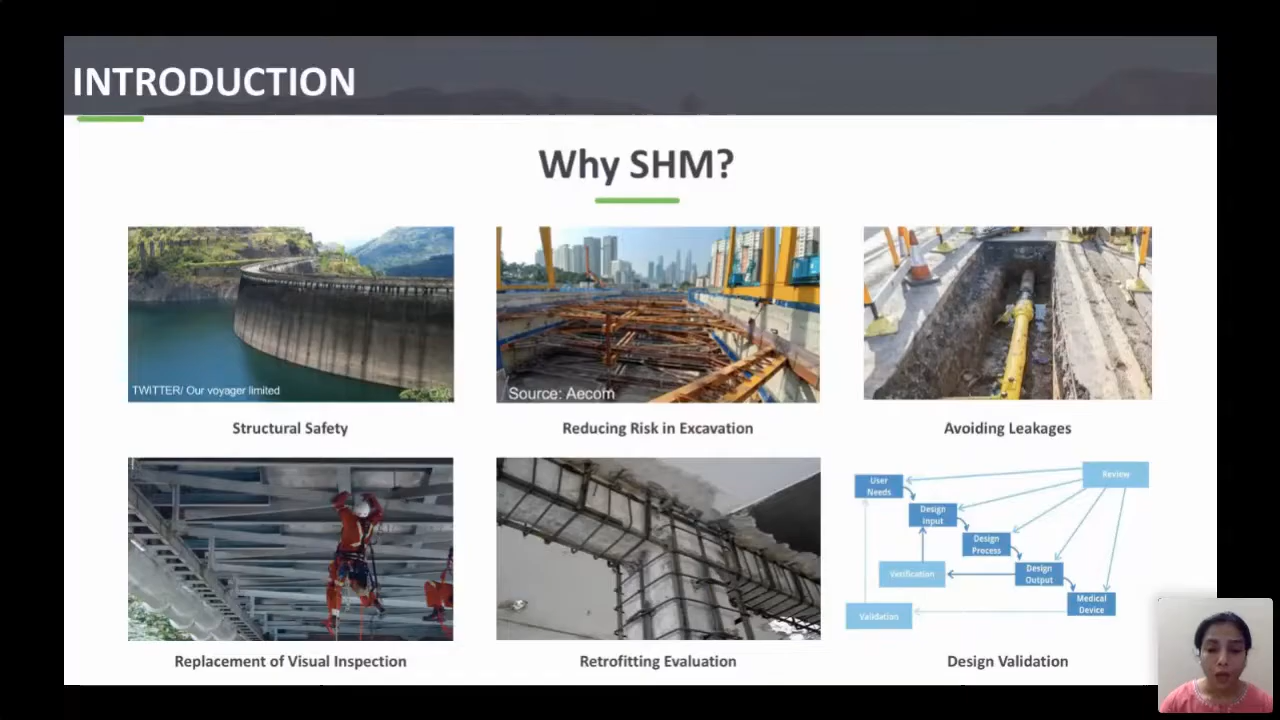 INTRODUCTION
Why SHM?
TWITTER/ Our voyager limited
Source: Aecom
Structural Safety
Reducing Risk in Excavation
Avoiding Leakages
Review
User
Needs
Design
Input
Design
Process
Verification
Design
Output
Medical
Device
Validation
Replacement of Visual Inspection
Retrofitting Evaluation
Design Validation